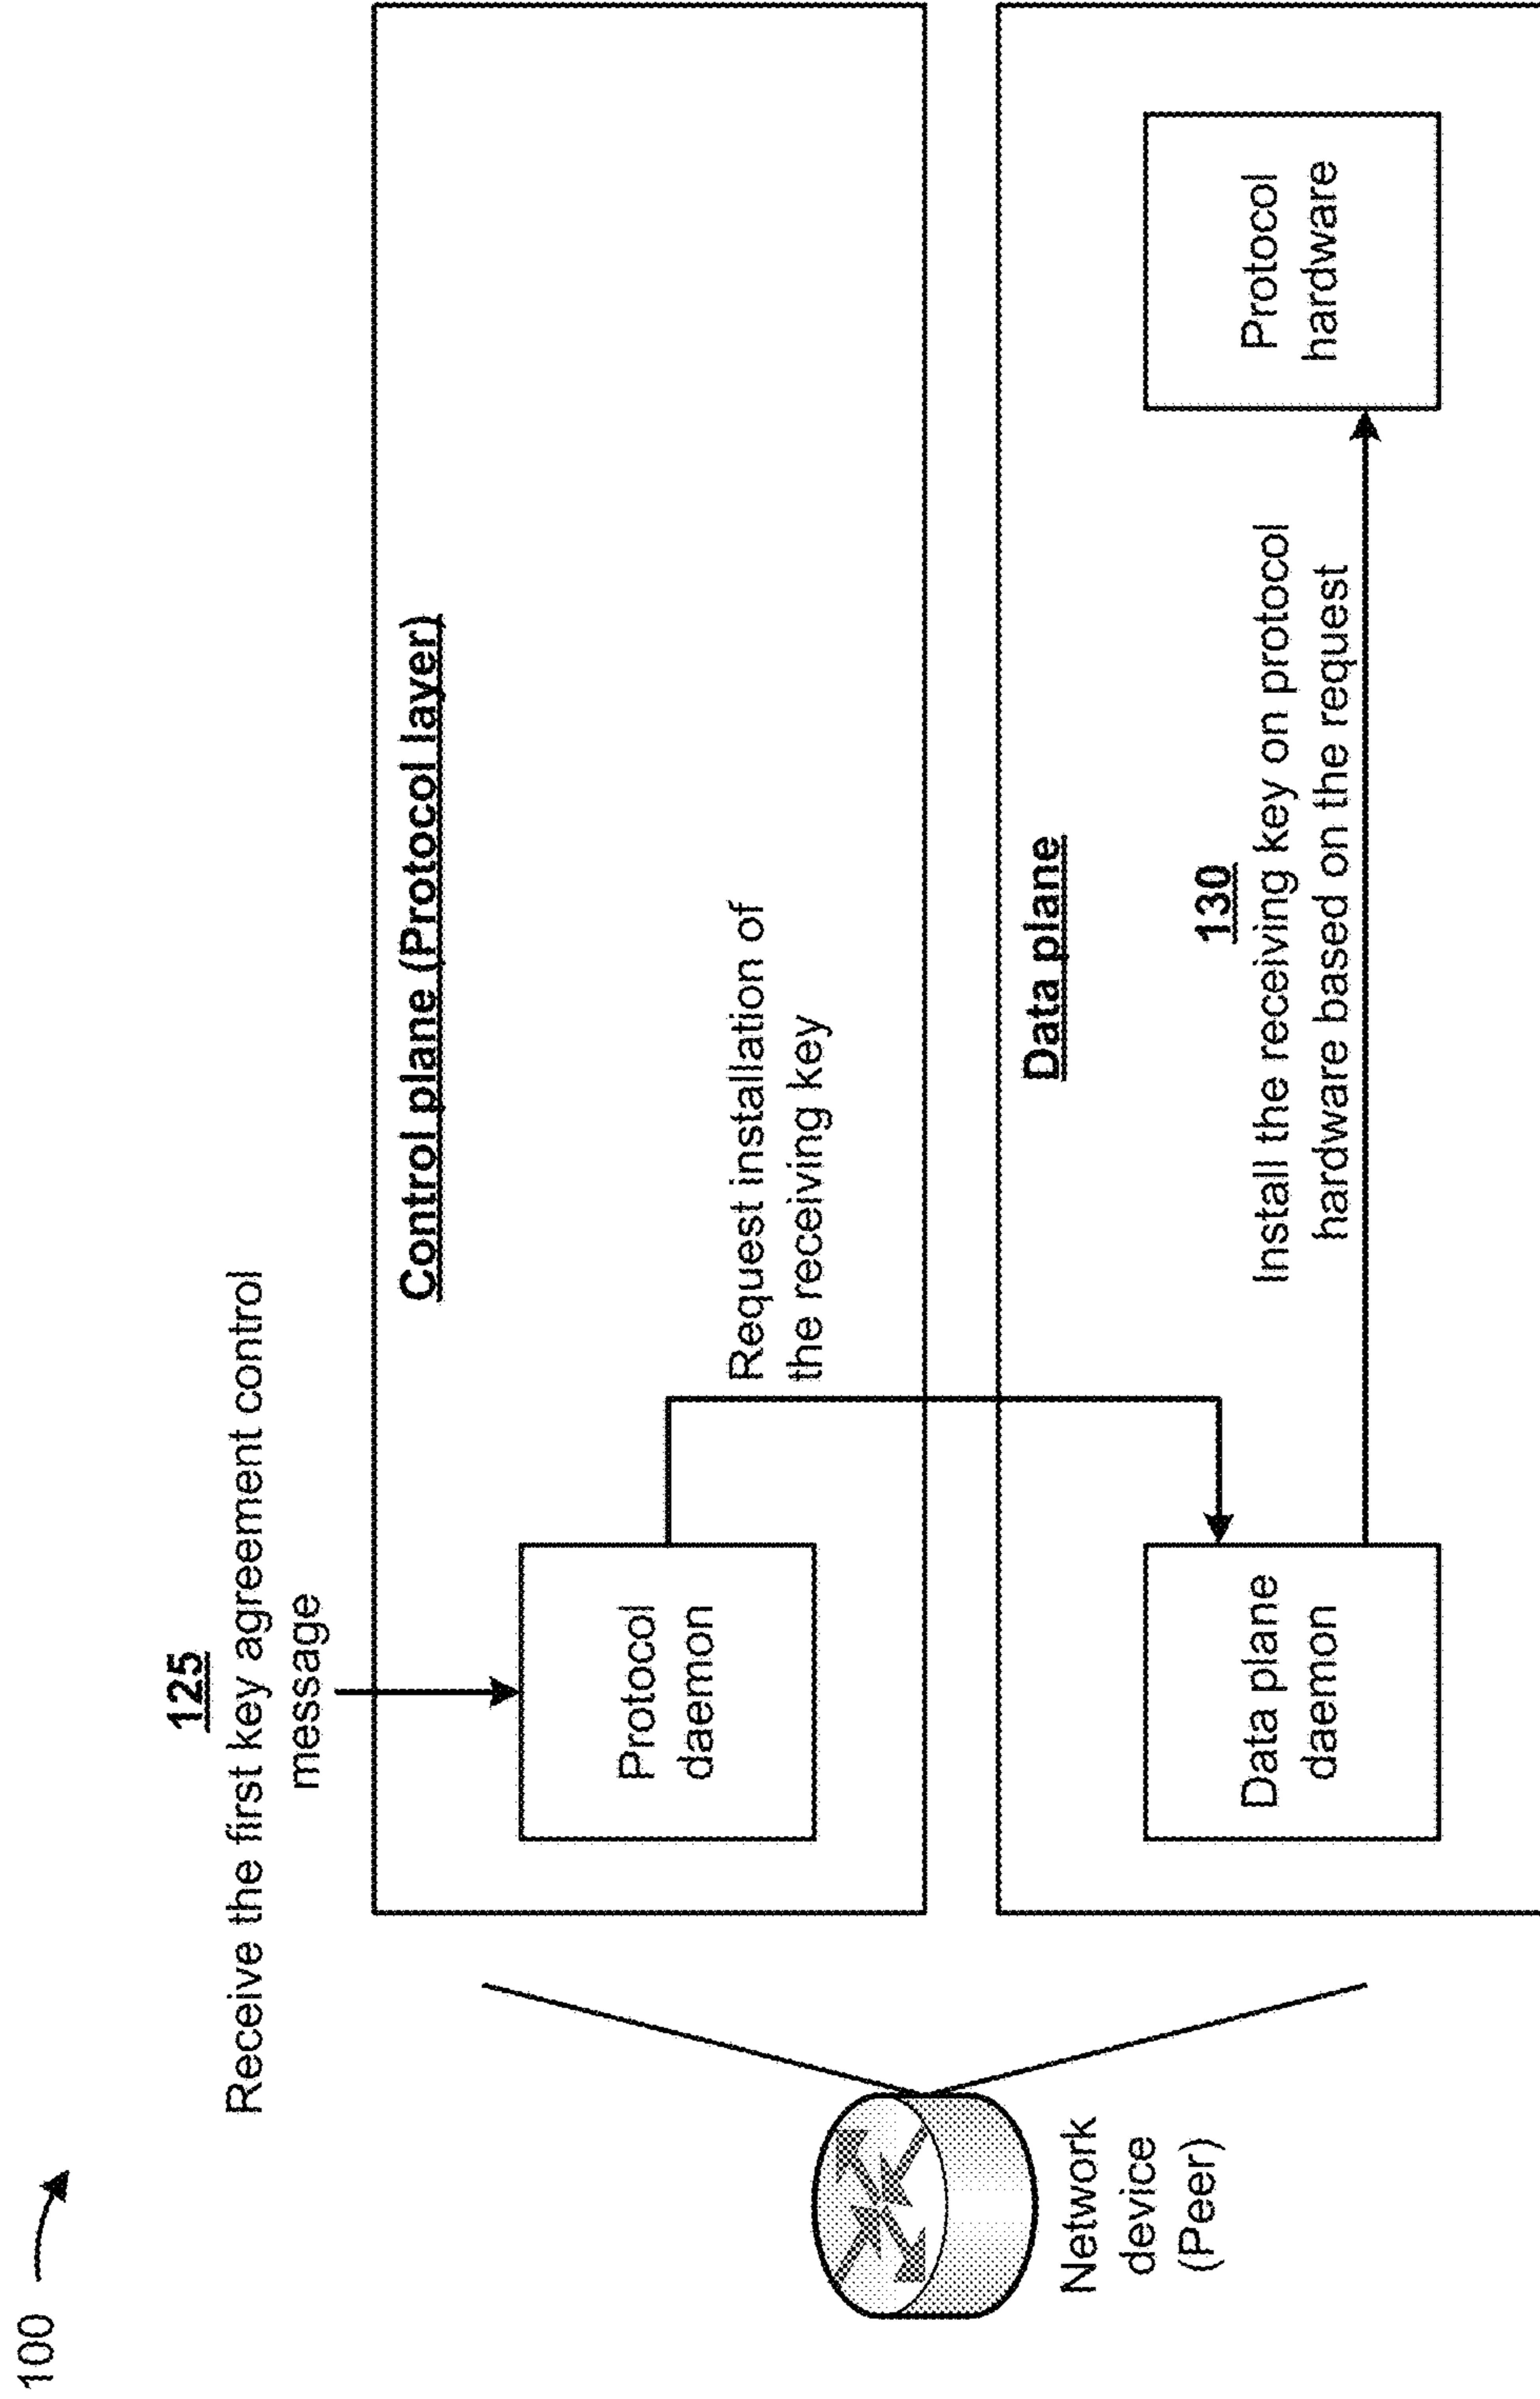 100
125
Receive the first key agreement control
message
Control plane (Protocol layer)
Protocol
daemon
Request installation of
the receiving key
Network
device
(Peer)
Data plane
Data plane
daemon
130
Install the receiving key on protocol
hardware based on the request
Protocol
hardware